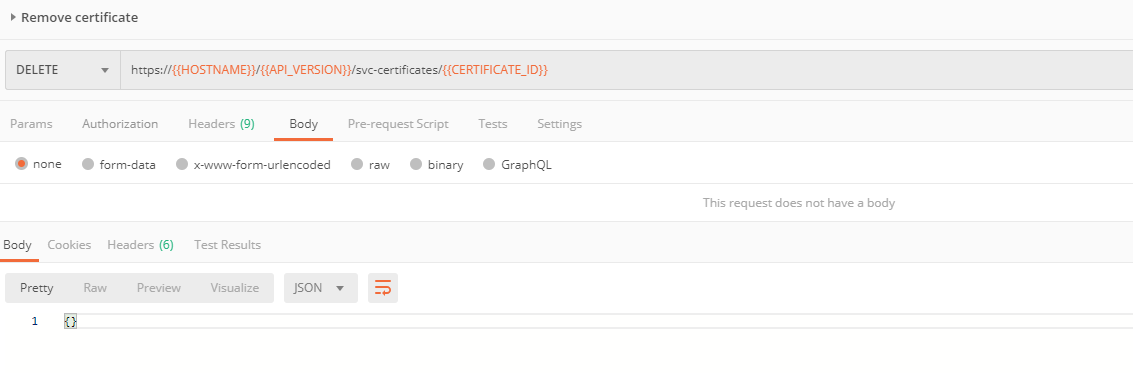 Remove certificate
DELETE https://{{HOSTNAME}}/{{API_VERSION}}/svc-certificates/{{CERTIFICATE_ID}}
Params Authorization Headers (9) Body Pre-request Script Tests Settings
none form-data x-www-form-urlencoded raw binary GraphQL
This request does not have a body
Body Cookies Headers (6) Test Results
Pretty Raw Preview Visualize JSON
1 {}